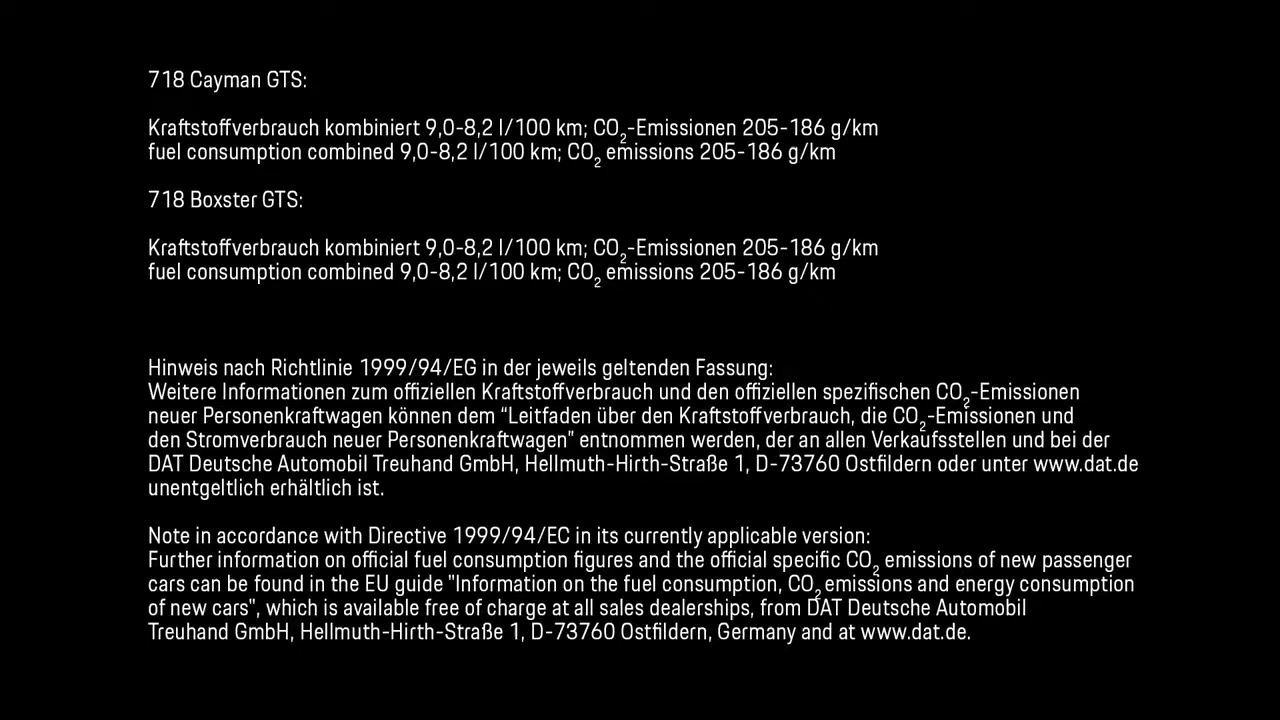 718 Cayman GTS:
Kraftstoffverbrauch kombiniert 9,0-8,2 l/100 km; CO₂-Emissionen 205-186 g/km
fuel consumption combined 9,0-8,2 l/100 km; CO₂ emissions 205-186 g/km
718 Boxster GTS:
Kraftstoffverbrauch kombiniert 9,0-8,2 l/100 km; CO₂-Emissionen 205-186 g/km
fuel consumption combined 9,0-8,2 l/100 km; CO₂ emissions 205-186 g/km
Hinweis nach Richtlinie 1999/94/EG in der jeweils geltenden Fassung:
Weitere Informationen zum offiziellen Kraftstoffverbrauch und den offiziellen spezifischen CO₂-Emissionen
neuer Personenkraftwagen können dem “Leitfaden über den Kraftstoffverbrauch, die CO₂-Emissionen und
den Stromverbrauch neuer Personenkraftwagen” entnommen werden, der an allen Verkaufsstellen und bei der
DAT Deutsche Automobil Treuhand GmbH, Hellmuth-Hirth-Straße 1, D-73760 Ostfildern oder unter www.dat.de
unentgeltlich erhältlich ist.
Note in accordance with Directive 1999/94/EC in its currently applicable version:
Further information on official fuel consumption figures and the official specific CO₂ emissions of new passenger
cars can be found in the EU guide "Information on the fuel consumption, CO₂ emissions and energy consumption
of new cars", which is available free of charge at all sales dealerships, from DAT Deutsche Automobil
Treuhand GmbH, Hellmuth-Hirth-Straße 1, D-73760 Ostfildern, Germany and at www.dat.de.